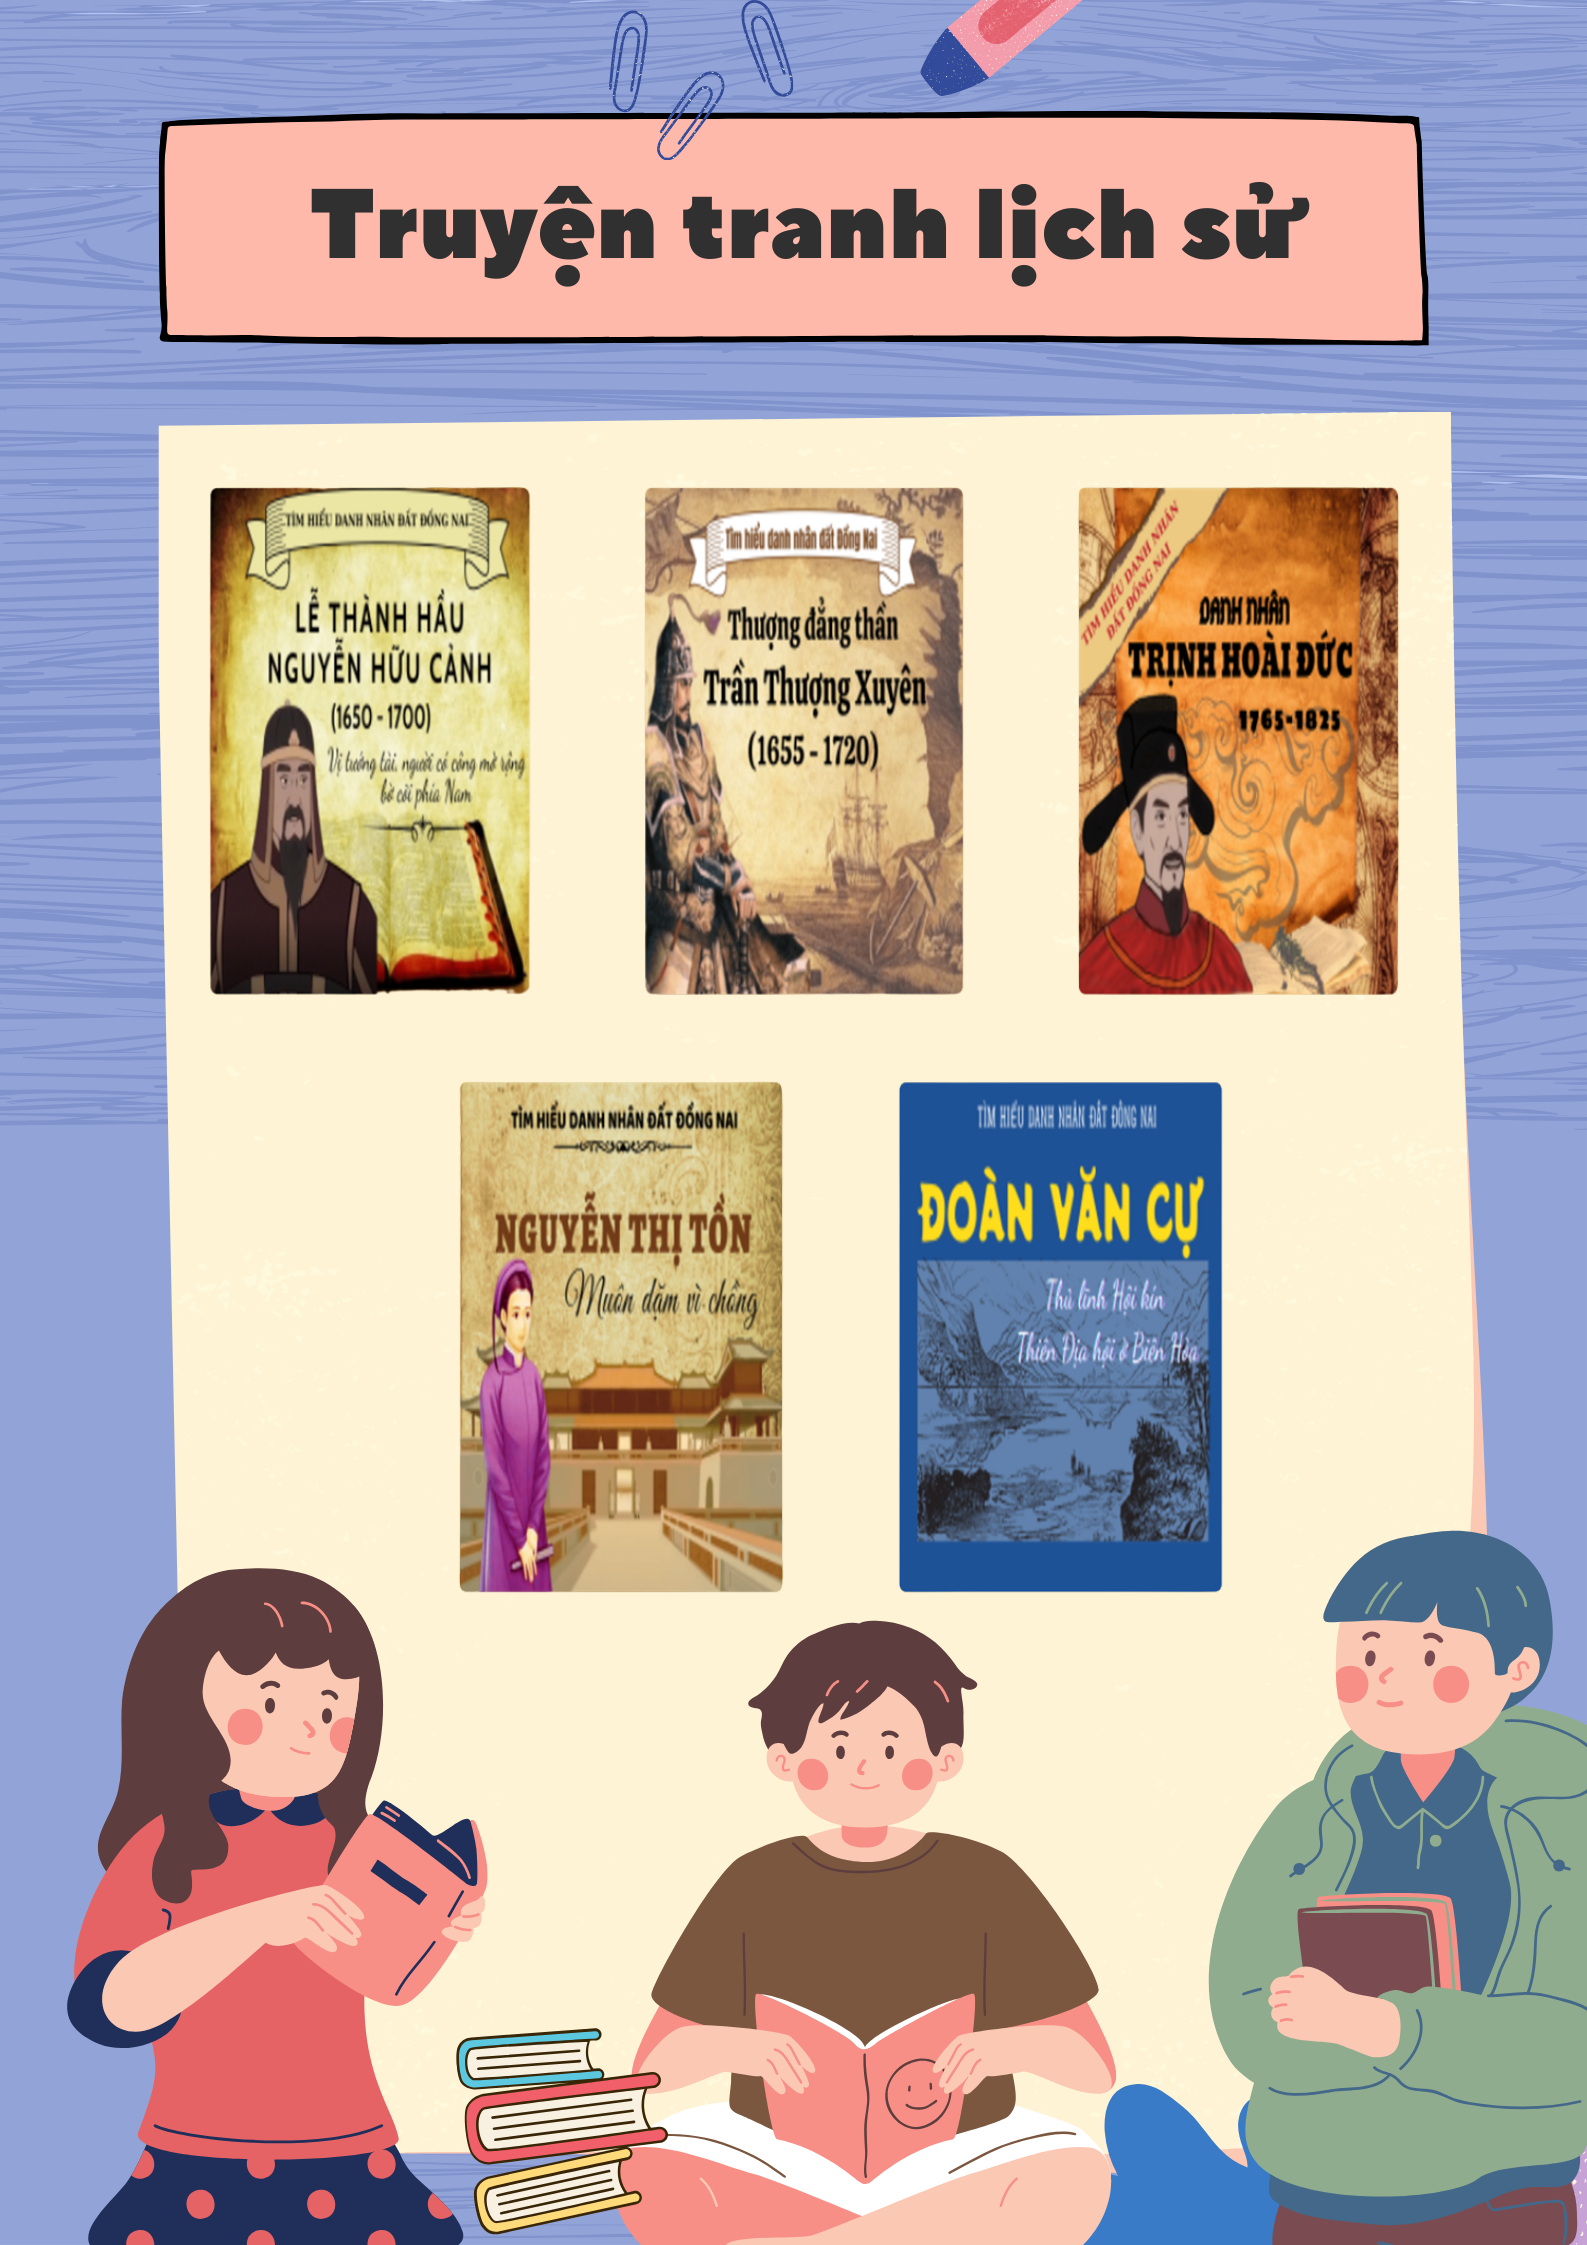 Truyện tranh lịch sử
TÌM HIỂU DANH NHÂN ĐẤT ĐỒNG NAI
LỄ THÀNH HẦU
NGUYỄN HỮU CẢNH
(1650 - 1700)
Vị tướng tài, người có công mở rộng
bờ cõi phía Nam
Tìm hiểu danh nhân đất Đồng Nai
Thượng đẳng thần
Trần Thượng Xuyên
(1655 - 1720)
TÌM HIỂU DANH NHÂN
ĐẤT ĐỒNG NAI
DANH NHÂN
TRỊNH HOÀI ĐỨC
1765-1825
TÌM HIỂU DANH NHÂN ĐẤT ĐỒNG NAI
NGUYỄN THỊ TỒN
Muôn dặm vì chồng
TÌM HIỂU DANH NHÂN ĐẤT ĐỒNG NAI
ĐOÀN VĂN CỰ
Thủ lĩnh Hội kín
Thiên Địa hội ở Biên Hòa